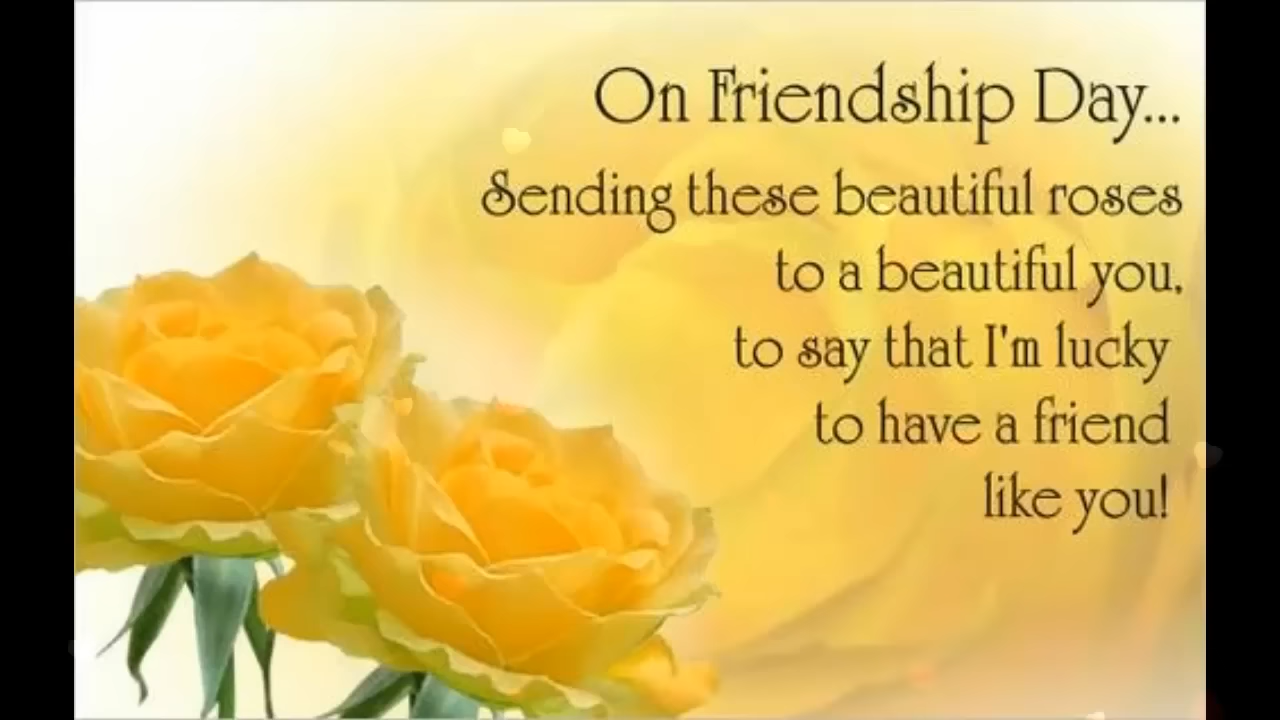 On Friendship Day...
Sending these beautiful roses
to a beautiful you,
to say that I'm lucky
to have a friend
like you!